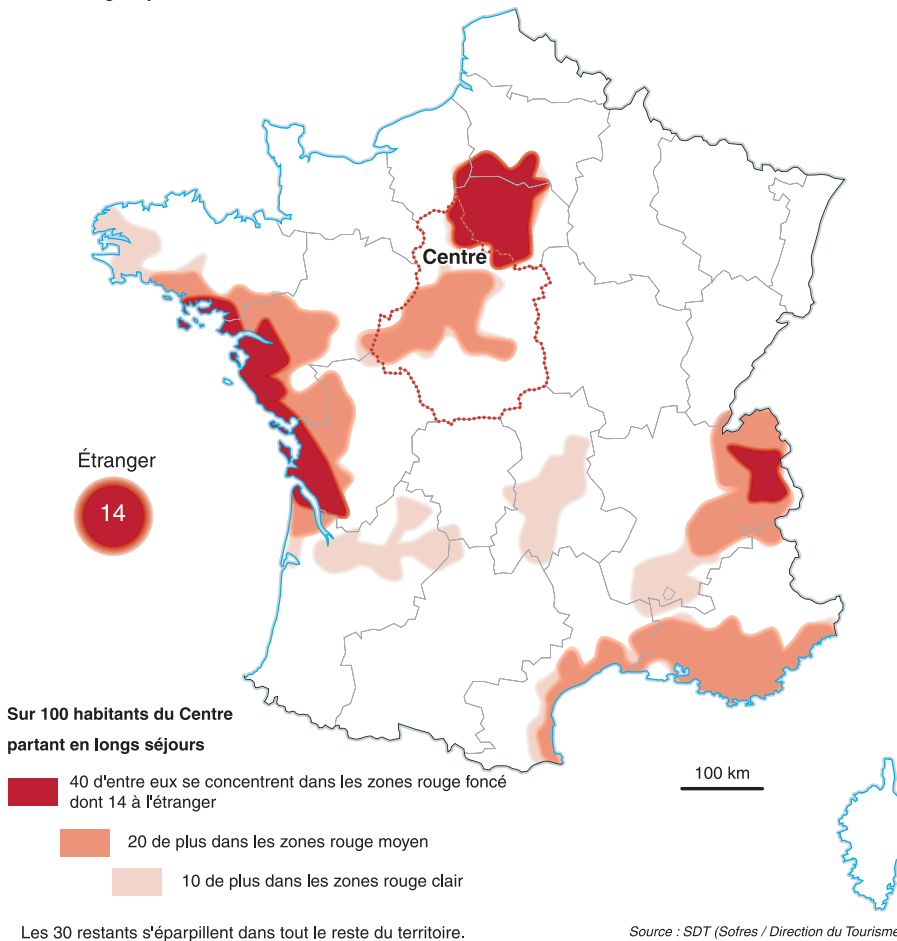 Centre
Étranger
14
Sur 100 habitants du Centre
partant en longs séjours
40 d'entre eux se concentrent dans les zones rouge foncé
dont 14 à l'étranger
20 de plus dans les zones rouge moyen
10 de plus dans les zones rouge clair
Les 30 restants s'éparpillent dans tout le reste du territoire.
100 km
Source : SDT (Sofres / Direction du Tourisme